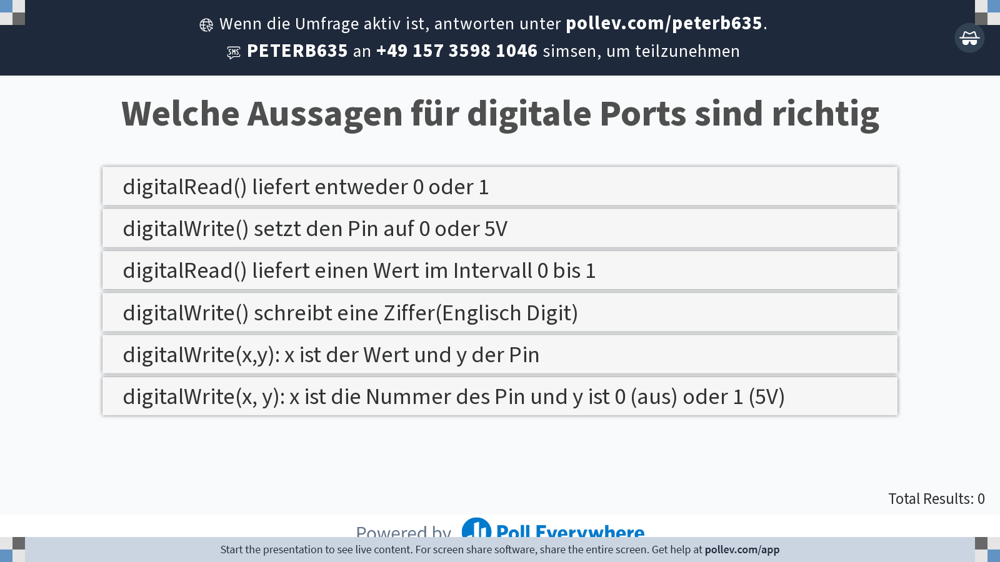 Wenn die Umfrage aktiv ist, antworten unter pollev.com/peterb635.
SMS PETERB635 an +49 157 3598 1046 simsen, um teilzunehmen
Welche Aussagen für digitale Ports sind richtig
digitalRead() liefert entweder 0 oder 1
digitalWrite() setzt den Pin auf 0 oder 5V
digitalRead() liefert einen Wert im Intervall 0 bis 1
digitalWrite() schreibt eine Ziffer(Englisch Digit)
digitalWrite(x,y): x ist der Wert und y der Pin
digitalWrite(x, y): x ist die Nummer des Pin und y ist 0 (aus) oder 1 (5V)
Total Results: 0
Powered by Poll Everywhere
Start the presentation to see live content. For screen share software, share the entire screen. Get help at pollev.com/app